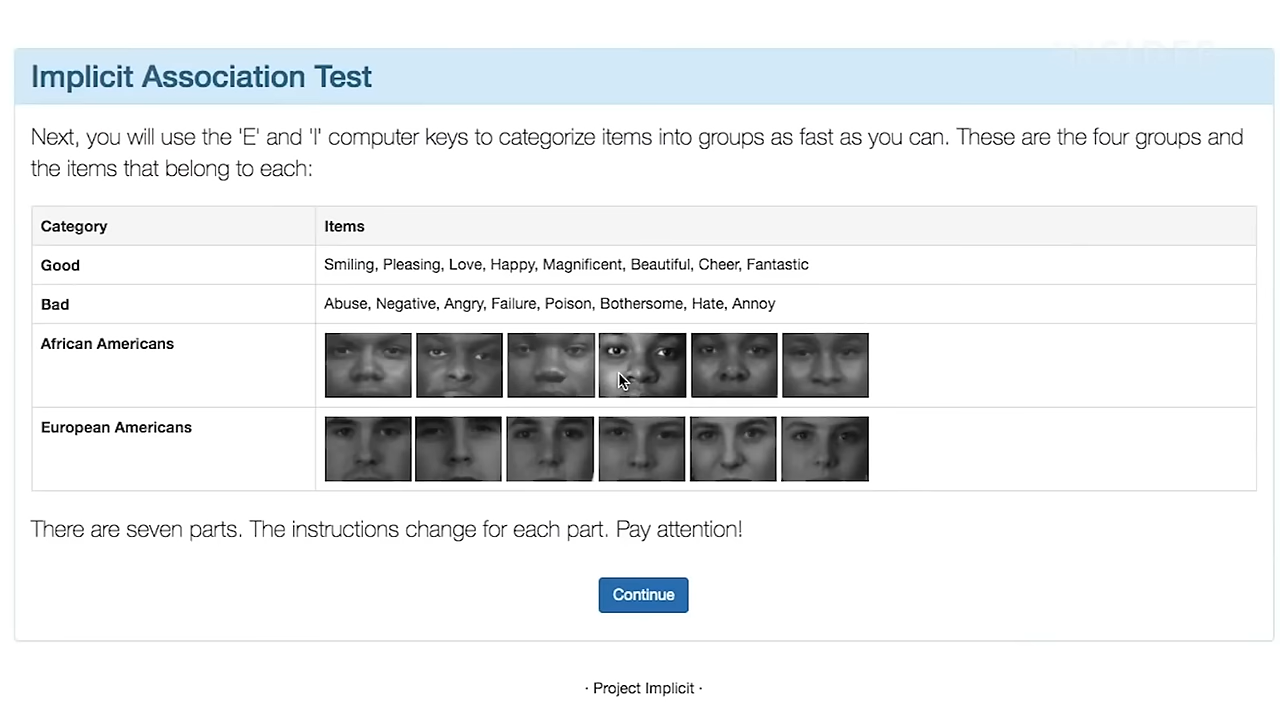 Implicit Association Test
Next, you will use the 'E' and 'I' computer keys to categorize items into groups as fast as you can. These are the four groups and
the items that belong to each:
Category Items
Good Smiling, Pleasing, Love, Happy, Magnificent, Beautiful, Cheer, Fantastic
Bad Abuse, Negative, Angry, Failure, Poison, Bothersome, Hate, Annoy
African Americans
European Americans
There are seven parts. The instructions change for each part. Pay attention!
Continue
· Project Implicit ·